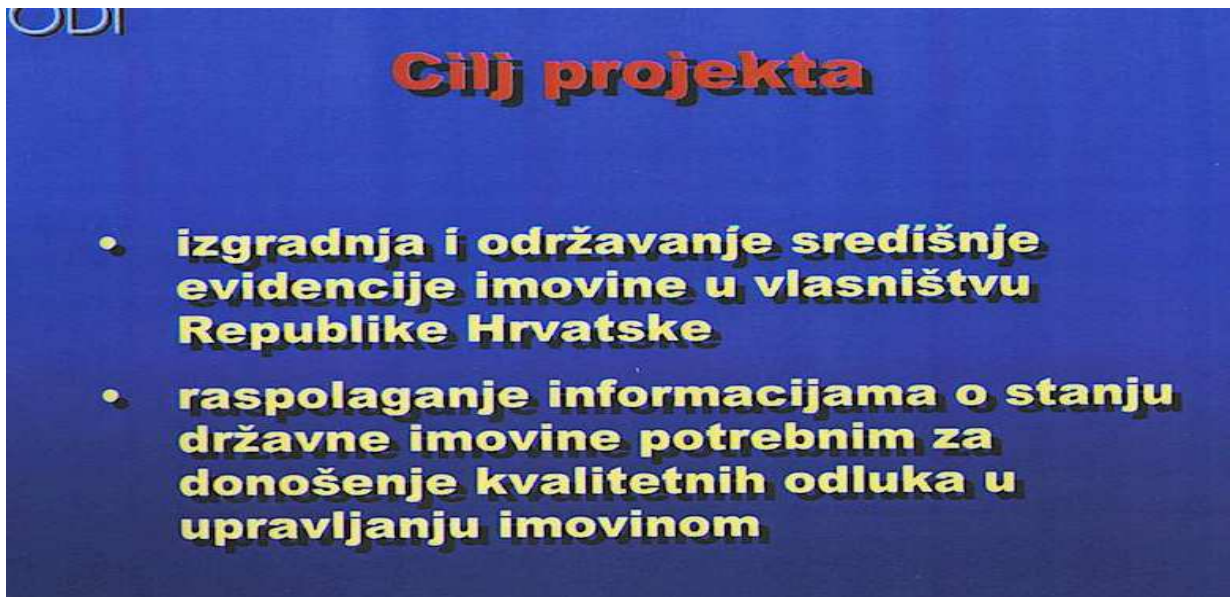 ODI
Cilj projekta
• izgradnja i održavanje središnje
evidencije imovine u vlasništvu
Republike Hrvatske
• raspolaganje informacijama o stanju
državne imovine potrebnim za
donošenje kvalitetnih odluka u
upravljanju imovinom